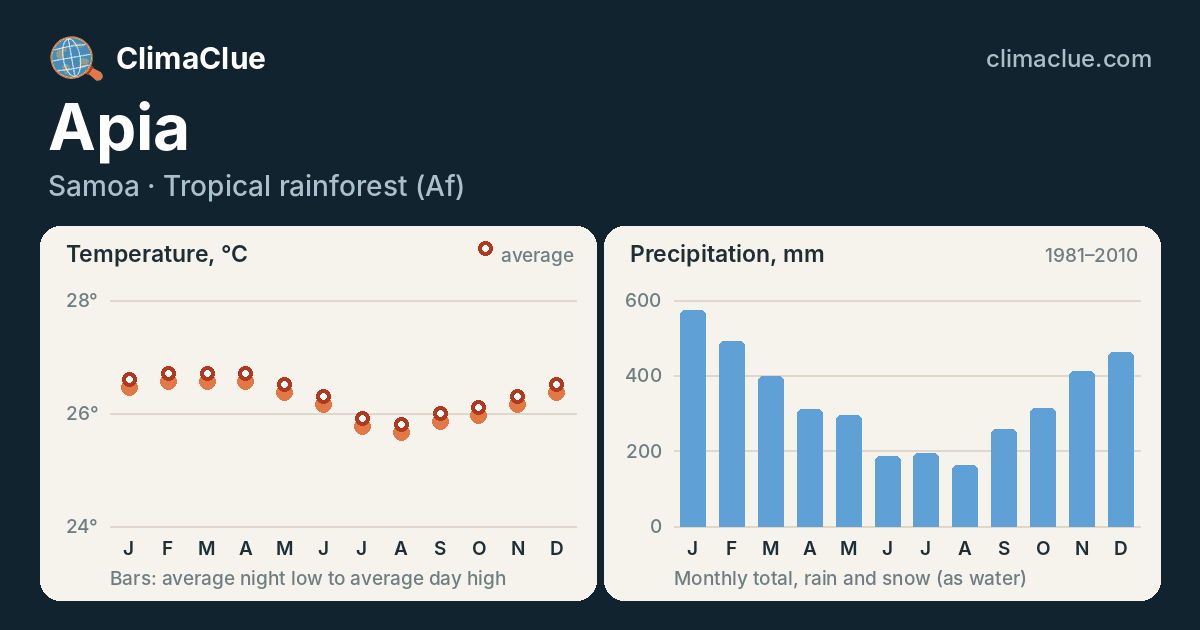 ClimaClue
climaclue.com
Apia
Samoa · Tropical rainforest (Af)
Temperature, °C
average
28°
26°
24°
J F M A M J J A S O N D
Bars: average night low to average day high
Precipitation, mm
1981–2010
600
400
200
0
J F M A M J J A S O N D
Monthly total, rain and snow (as water)